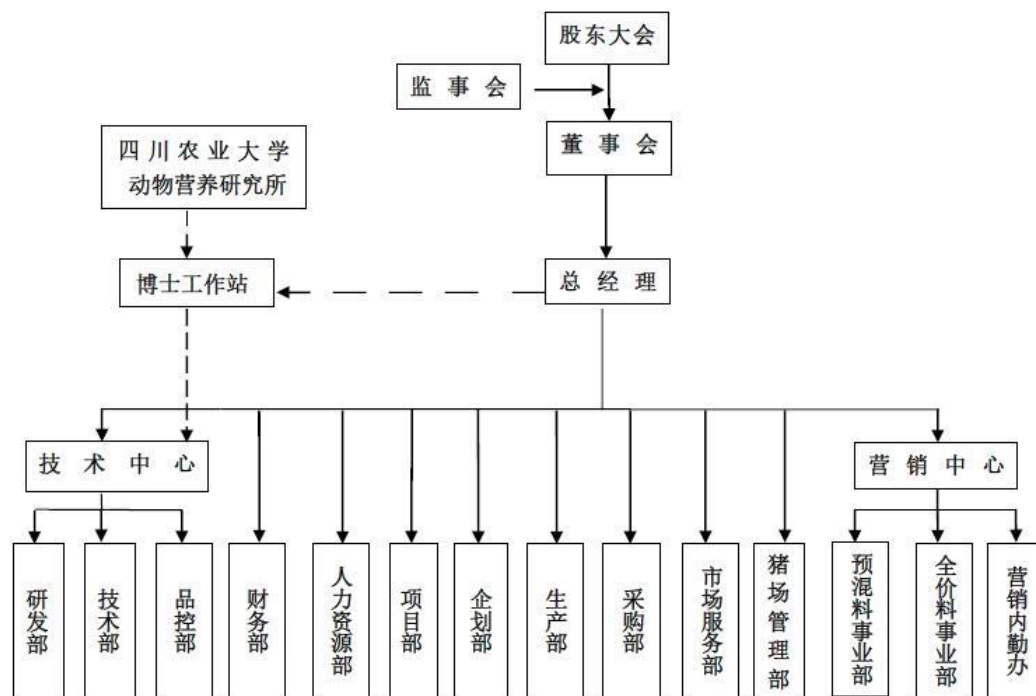 股东大会
监事会
董事会
四川农业大学
动物营养研究所
博士工作站
总经理
技术中心
营销中心
研发部
技术部
品控部
财务部
人力资源部
项目部
企划部
生产部
采购部
市场服务部
猪场管理部
预混料事业部
全价料事业部
营销内勤办